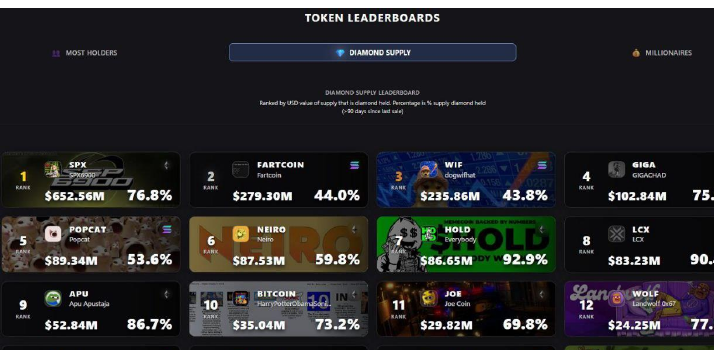 TOKEN LEADERBOARDS
MOST HOLDERS
DIAMOND SUPPLY
MILLIONAIRES
DIAMOND SUPPLY LEADERBOARD
Ranked by USD value of supply that is diamond held. Percentage is % supply diamond held
(>90 days since last sale)
1 RANK
SPX
SPX6900
$652.56M 76.8%
2 RANK
FARTCOIN
Fartcoin
$279.30M 44.0%
3 RANK
WIF
dogwifhat
$235.86M 43.8%
4 RANK
GIGA
GIGACHAD
$102.84M 75.
5 RANK
POPCAT
Popcat
$89.34M 53.6%
6 RANK
NEIRO
Neiro
$87.53M 59.8%
7 RANK
HOLD
Everybody
$86.65M 92.9%
8 RANK
LCX
LCX
$83.23M 90.
9 RANK
APU
Apu Apustaja
$52.84M 86.7%
10 RANK
BITCOIN
$35.04M 73.2%
11 RANK
JOE
Joe Coin
$29.82M 69.8%
12 RANK
WOLF
Landwolf 0x67
$24.25M 77.